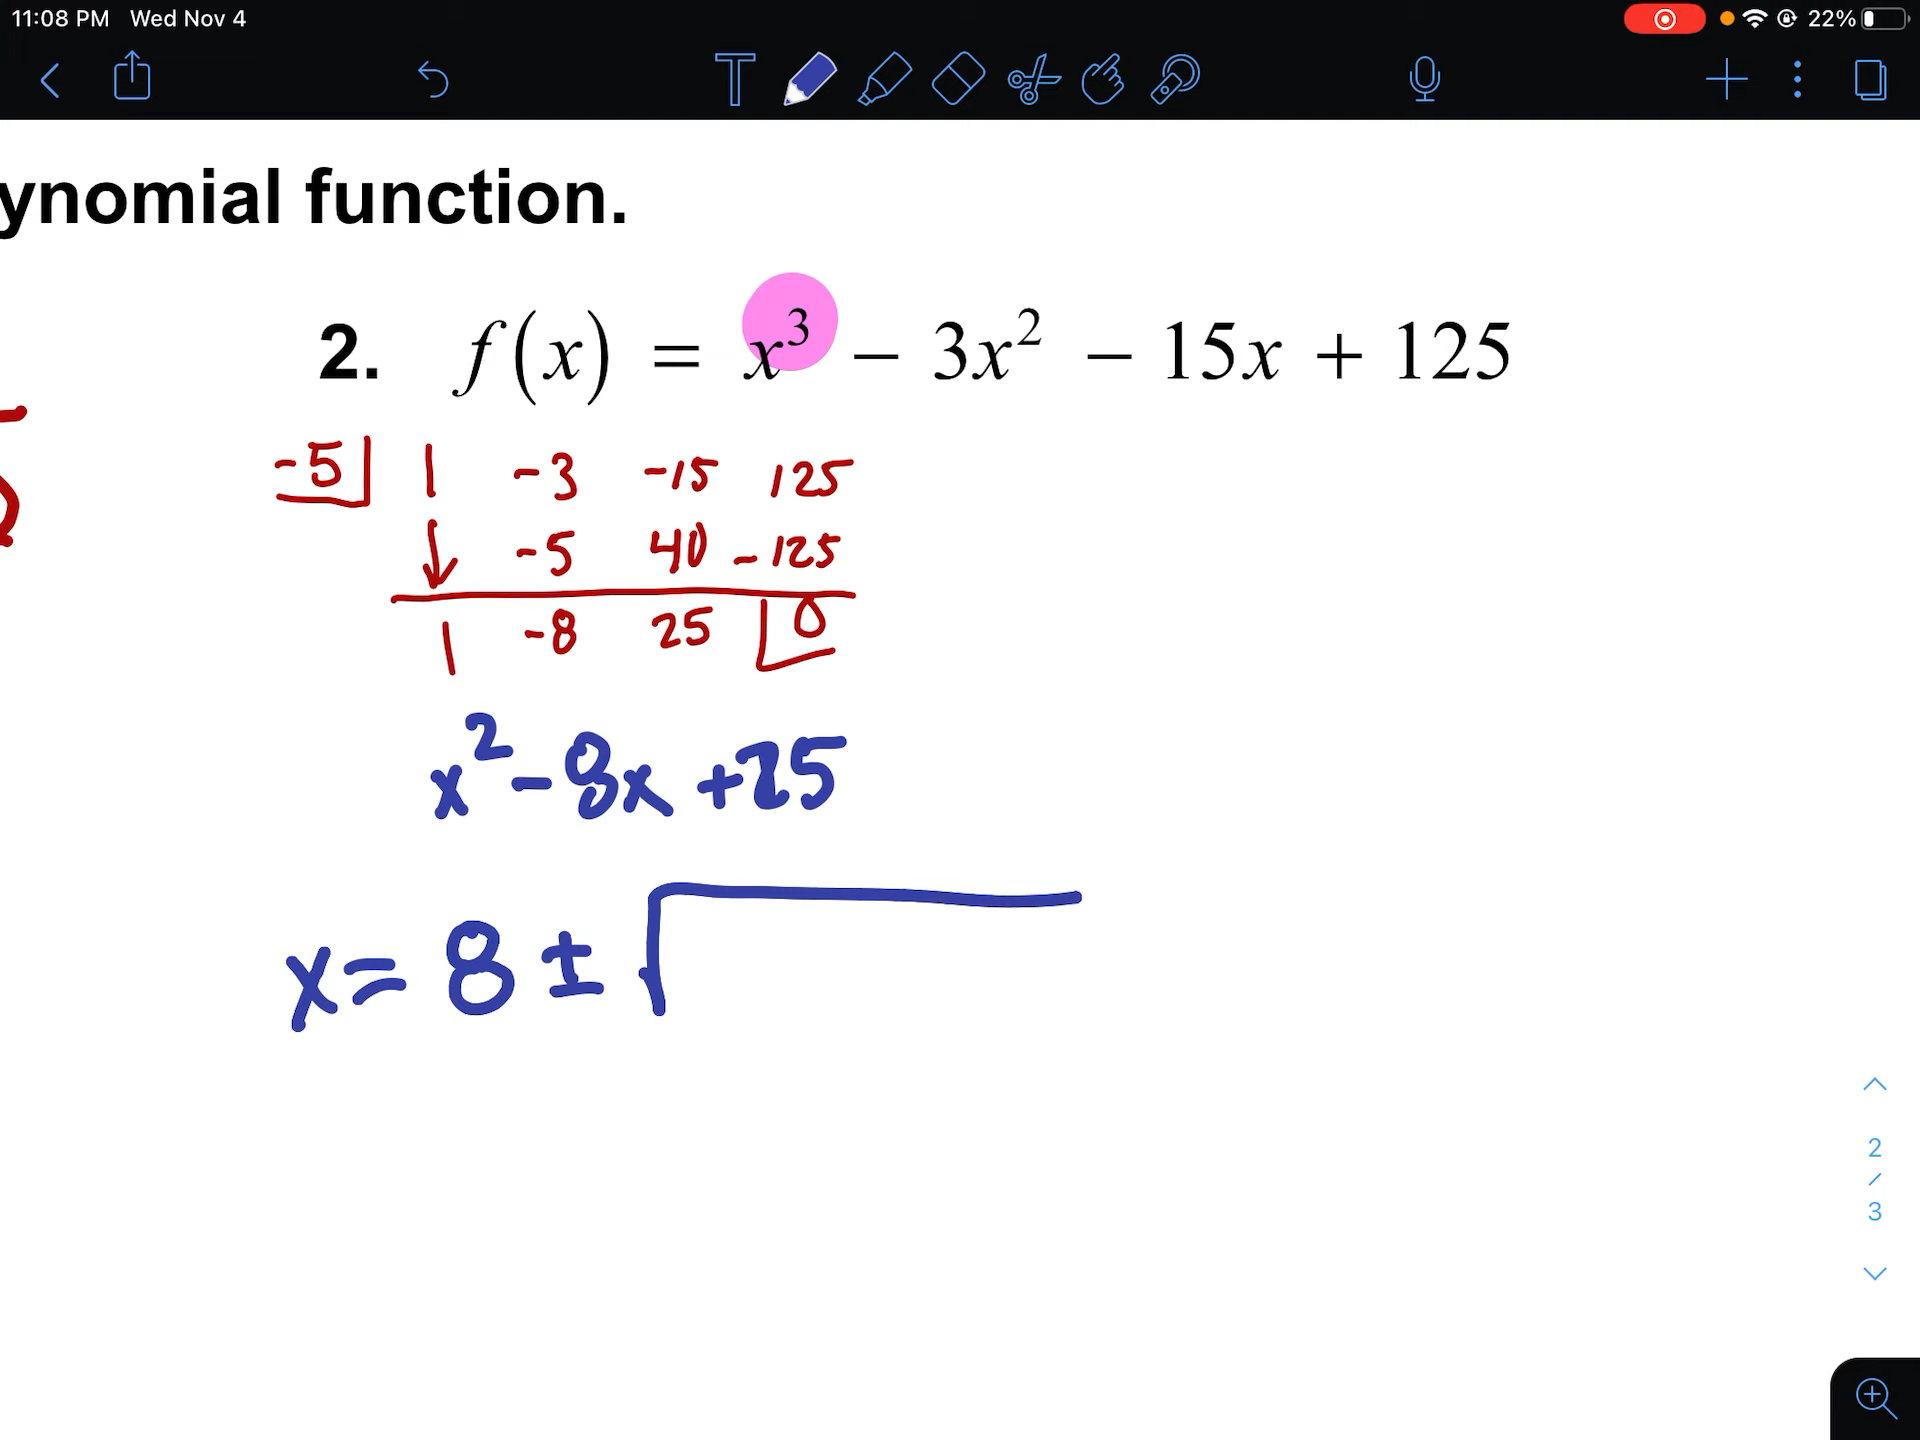 11:08 PM Wed Nov 4 22%
T
ynomial function.
2. f(x) = x³ − 3x² − 15x + 125
-5 1 -3 -15 125
-5 40 -125
1 -8 25 0
x² - 8x + 25
x = 8 ± √
2
/
3